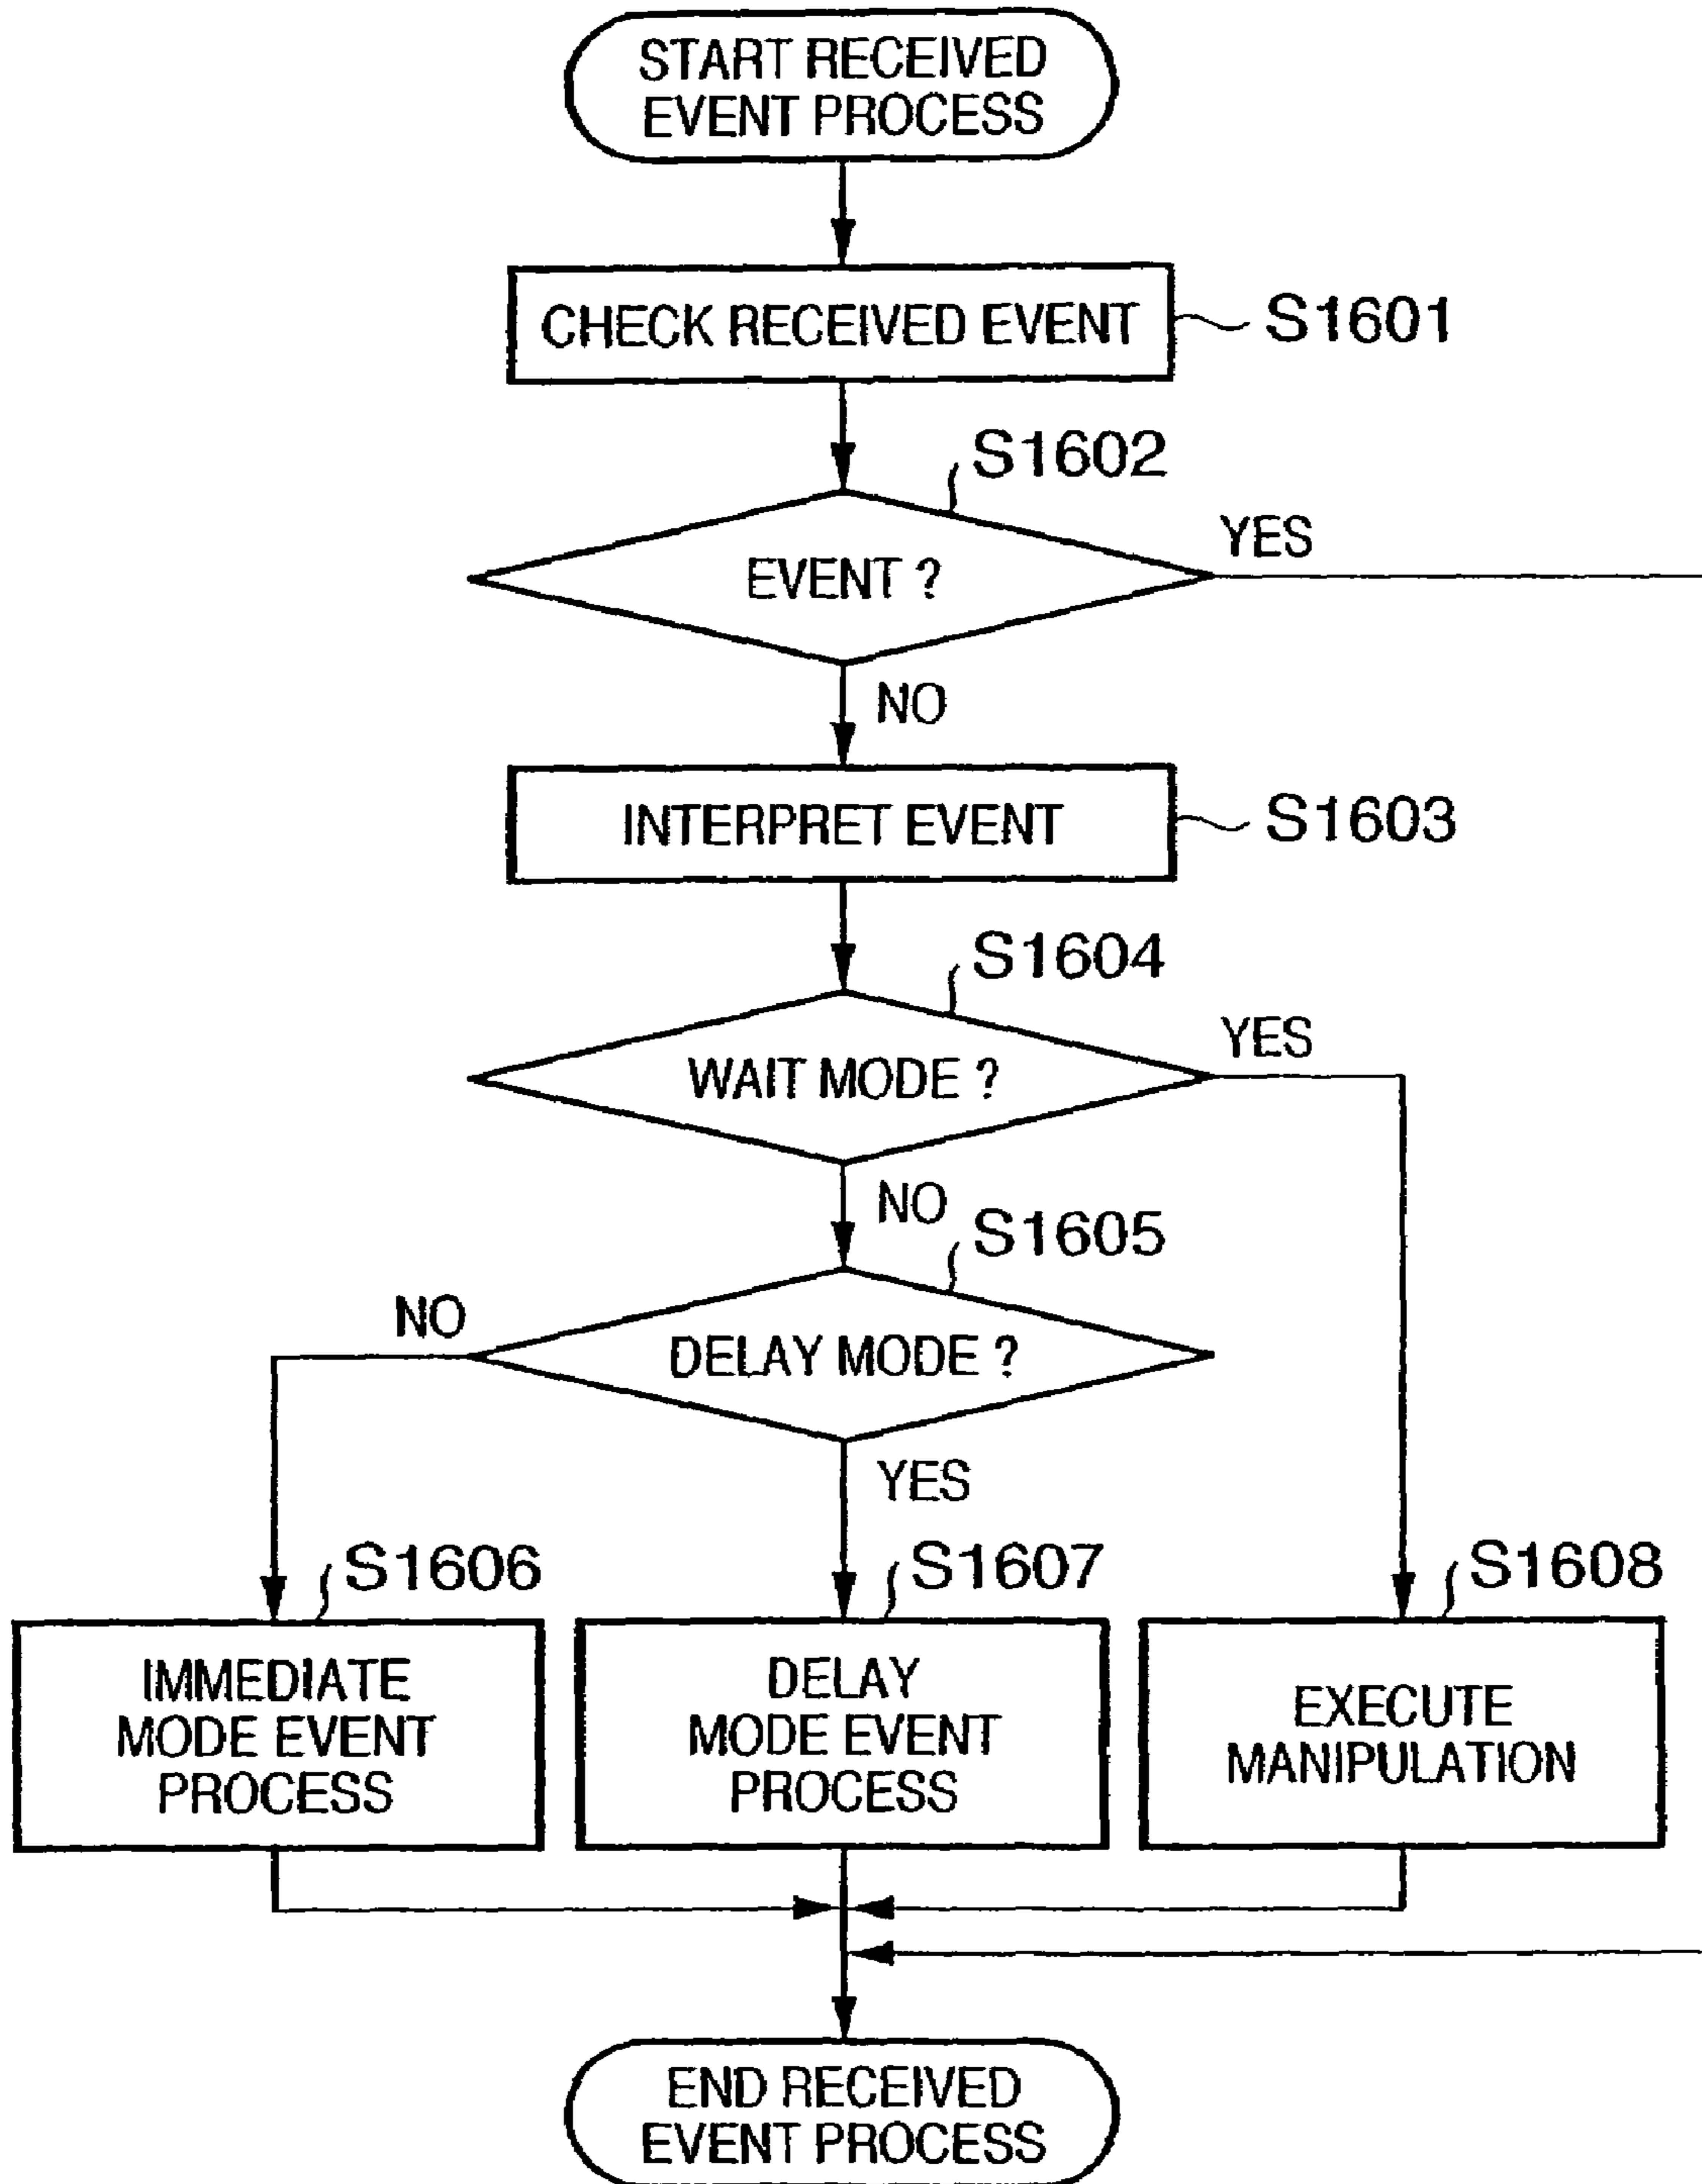 START RECEIVED
EVENT PROCESS
CHECK RECEIVED EVENT
S1601
S1602
EVENT ?
YES
NO
INTERPRET EVENT
S1603
S1604
WAIT MODE ?
YES
NO
S1605
DELAY MODE ?
NO
YES
S1606
IMMEDIATE
MODE EVENT
PROCESS
S1607
DELAY
MODE EVENT
PROCESS
S1608
EXECUTE
MANIPULATION
END RECEIVED
EVENT PROCESS